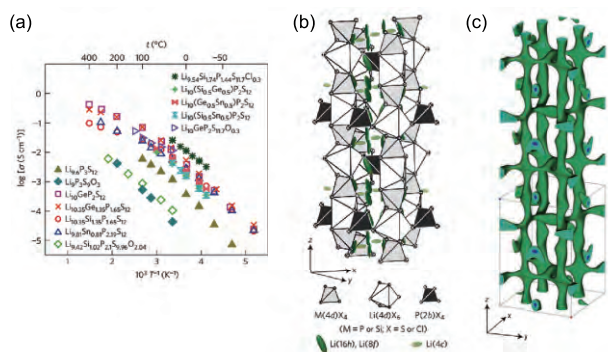 (a)
t (°C)
400 200 100 0 −50
1
0
−1
−2
−3
−4
−5
log [σ (S cm⁻¹)]
Li₉.₅₄Si₁.₇₄P₁.₄₄S₁₁.₇Cl₀.₃
Li₁₀(Si₀.₅Ge₀.₅)P₂S₁₂
Li₁₀(Ge₀.₅Sn₀.₅)P₂S₁₂
Li₁₀(Si₀.₅Sn₀.₅)P₂S₁₂
Li₁₀GeP₂S₁₁.₇O₀.₃
Li₉.₆P₃S₁₂
Li₉P₃S₉O₃
Li₁₀GeP₂S₁₂
Li₁₀.₃₅Ge₁.₃₅P₁.₆₅S₁₂
Li₁₀.₃₅Si₁.₃₅P₁.₆₅S₁₂
Li₉.₈₁Sn₀.₈₁P₂.₁₉S₁₂
Li₉.₄₂Si₁.₀₂P₂.₁S₉.₉₆O₂.₀₄
1 2 3 4 5
10³ T⁻¹ (K⁻¹)
(b)
z
x
y
M(4d)X₄ Li(4d)X₆ P(2b)X₄
(M = P or Si; X = S or Cl)
Li(16h), Li(8f) Li(4c)
(c)
z
x
y